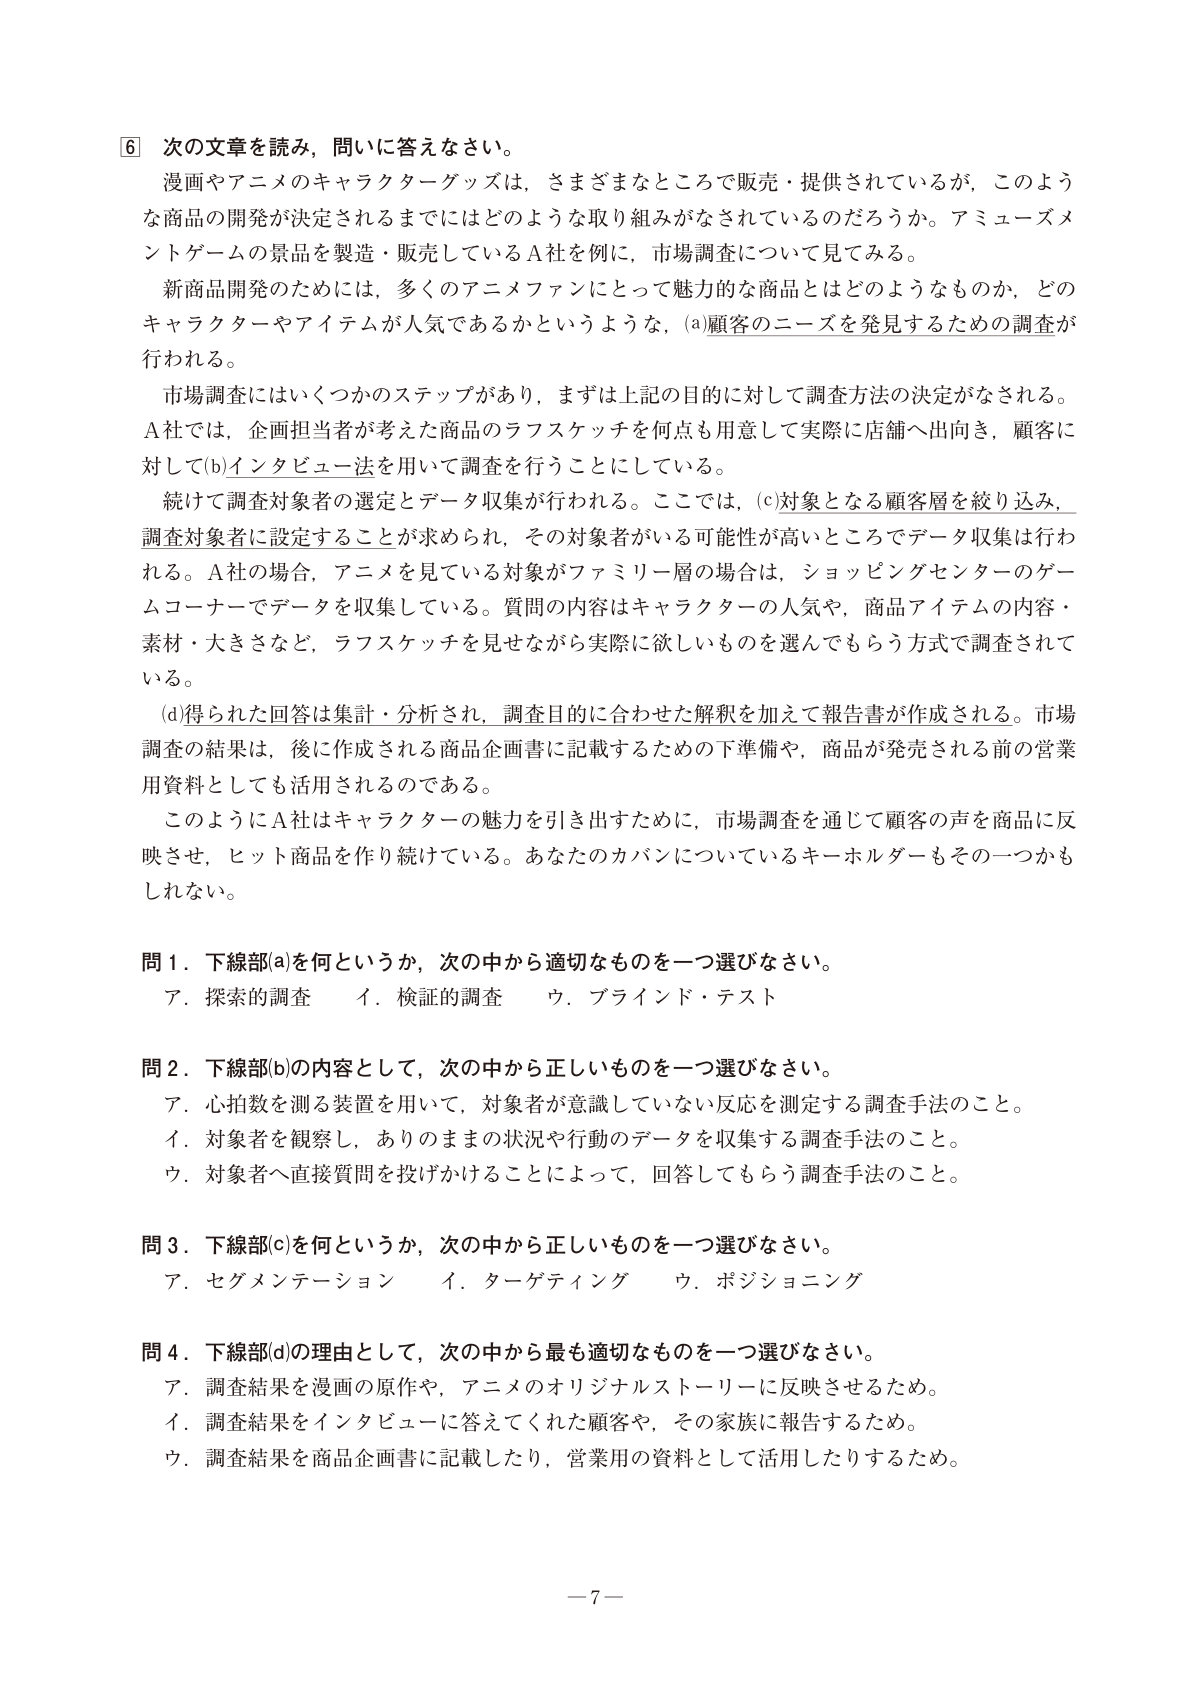 6 次の文章を読み，問いに答えなさい。
漫画やアニメのキャラクターグッズは，さまざまなところで販売・提供されているが，このよう
な商品の開発が決定されるまでにはどのような取り組みがなされているのだろうか。アミューズメ
ントゲームの景品を製造・販売しているＡ社を例に，市場調査について見てみる。
新商品開発のためには，多くのアニメファンにとって魅力的な商品とはどのようなものか，どの
キャラクターやアイテムが人気であるかというような，(a)顧客のニーズを発見するための調査が
行われる。
市場調査にはいくつかのステップがあり，まずは上記の目的に対して調査方法の決定がなされる。
Ａ社では，企画担当者が考えた商品のラフスケッチを何点も用意して実際に店舗へ出向き，顧客に
対して(b)インタビュー法を用いて調査を行うことにしている。
続けて調査対象者の選定とデータ収集が行われる。ここでは，(c)対象となる顧客層を絞り込み，
調査対象者に設定することが求められ，その対象者がいる可能性が高いところでデータ収集は行わ
れる。Ａ社の場合，アニメを見ている対象がファミリー層の場合は，ショッピングセンターのゲー
ムコーナーでデータを収集している。質問の内容はキャラクターの人気や，商品アイテムの内容・
素材・大きさなど，ラフスケッチを見せながら実際に欲しいものを選んでもらう方式で調査されて
いる。
(d)得られた回答は集計・分析され，調査目的に合わせた解釈を加えて報告書が作成される。市場
調査の結果は，後に作成される商品企画書に記載するための下準備や，商品が発売される前の営業
用資料としても活用されるのである。
このようにＡ社はキャラクターの魅力を引き出すために，市場調査を通じて顧客の声を商品に反
映させ，ヒット商品を作り続けている。あなたのカバンについているキーホルダーもその一つかも
しれない。
問１．下線部(a)を何というか，次の中から適切なものを一つ選びなさい。
ア．探索的調査　　イ．検証的調査　　ウ．ブラインド・テスト
問２．下線部(b)の内容として，次の中から正しいものを一つ選びなさい。
ア．心拍数を測る装置を用いて，対象者が意識していない反応を測定する調査手法のこと。
イ．対象者を観察し，ありのままの状況や行動のデータを収集する調査手法のこと。
ウ．対象者へ直接質問を投げかけることによって，回答してもらう調査手法のこと。
問３．下線部(c)を何というか，次の中から正しいものを一つ選びなさい。
ア．セグメンテーション　　イ．ターゲティング　　ウ．ポジショニング
問４．下線部(d)の理由として，次の中から最も適切なものを一つ選びなさい。
ア．調査結果を漫画の原作や，アニメのオリジナルストーリーに反映させるため。
イ．調査結果をインタビューに答えてくれた顧客や，その家族に報告するため。
ウ．調査結果を商品企画書に記載したり，営業用の資料として活用したりするため。
― 7 ―